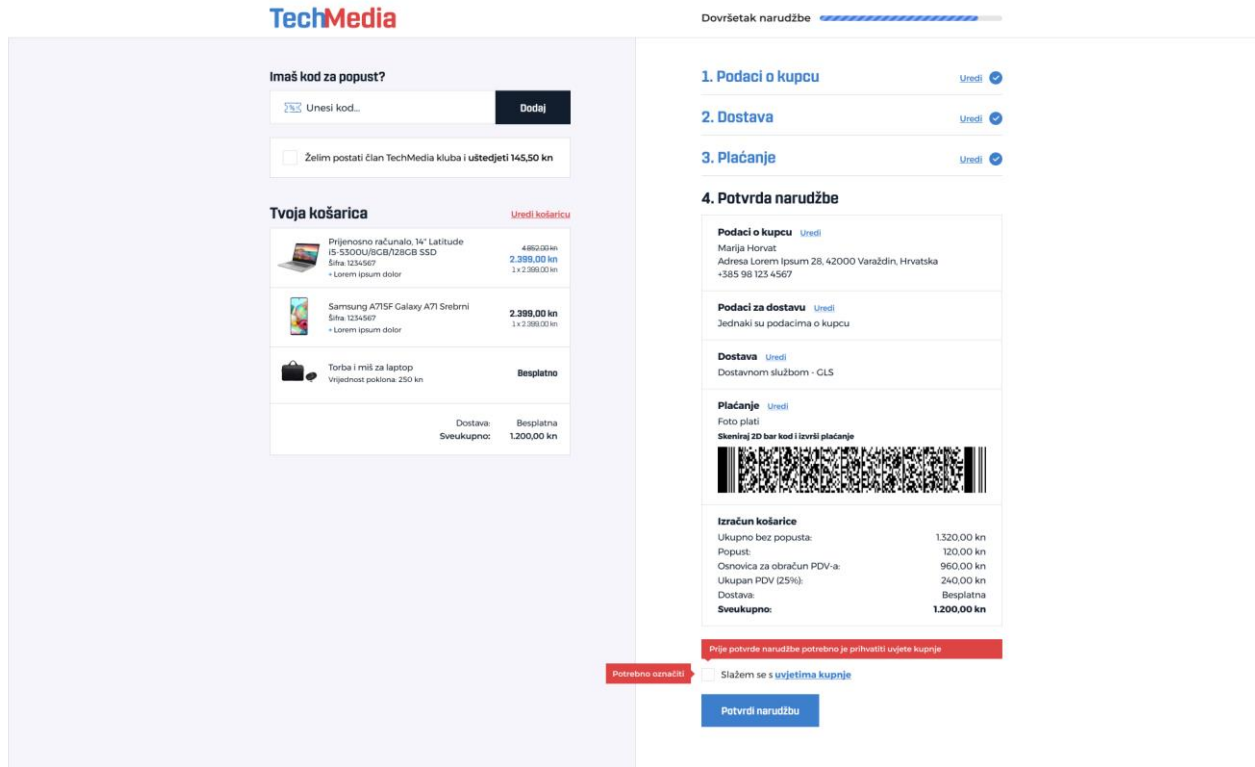 TechMedia
Dovršetak narudžbe
Imaš kod za popust?
Unesi kod...
Dodaj
Želim postati član TechMedia kluba i uštedjeti 145,50 kn
Tvoja košarica
Uredi košaricu
Prijenosno računalo, 14" Latitude
i5-5300U/8GB/128GB SSD
Šifra: 1234567
+ Lorem ipsum dolor
4.852,00 kn
2.399,00 kn
1 x 2.399,00 kn
Samsung A715F Galaxy A71 Srebrni
Šifra: 1234567
+ Lorem ipsum dolor
2.399,00 kn
1 x 2.399,00 kn
Torba i miš za laptop
Vrijednost poklona: 250 kn
Besplatno
Dostava: Besplatna
Sveukupno: 1.200,00 kn
1. Podaci o kupcu Uredi
2. Dostava Uredi
3. Plaćanje Uredi
4. Potvrda narudžbe
Podaci o kupcu Uredi
Marija Horvat
Adresa Lorem Ipsum 28, 42000 Varaždin, Hrvatska
+385 98 123 4567
Podaci za dostavu Uredi
Jednaki su podacima o kupcu
Dostava Uredi
Dostavnom službom - GLS
Plaćanje Uredi
Foto plati
Skeniraj 2D bar kod i izvrši plaćanje
Izračun košarice
Ukupno bez popusta: 1.320,00 kn
Popust: 120,00 kn
Osnovica za obračun PDV-a: 960,00 kn
Ukupan PDV (25%): 240,00 kn
Dostava: Besplatna
Sveukupno: 1.200,00 kn
Prije potvrde narudžbe potrebno je prihvatiti uvjete kupnje
Potrebno označiti
Slažem se s uvjetima kupnje
Potvrdi narudžbu